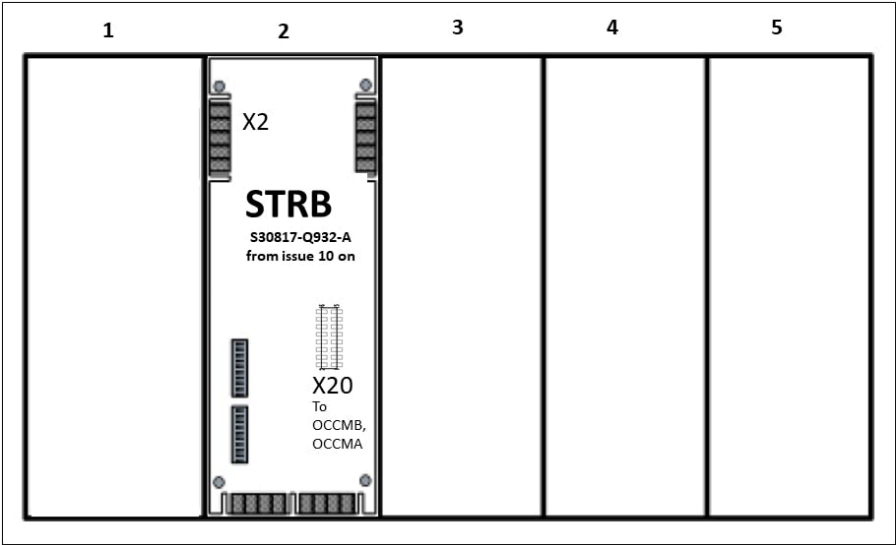 1 2 3 4 5
X2
STRB
S30817-Q932-A
from issue 10 on
X20
To
OCCMB,
OCCMA